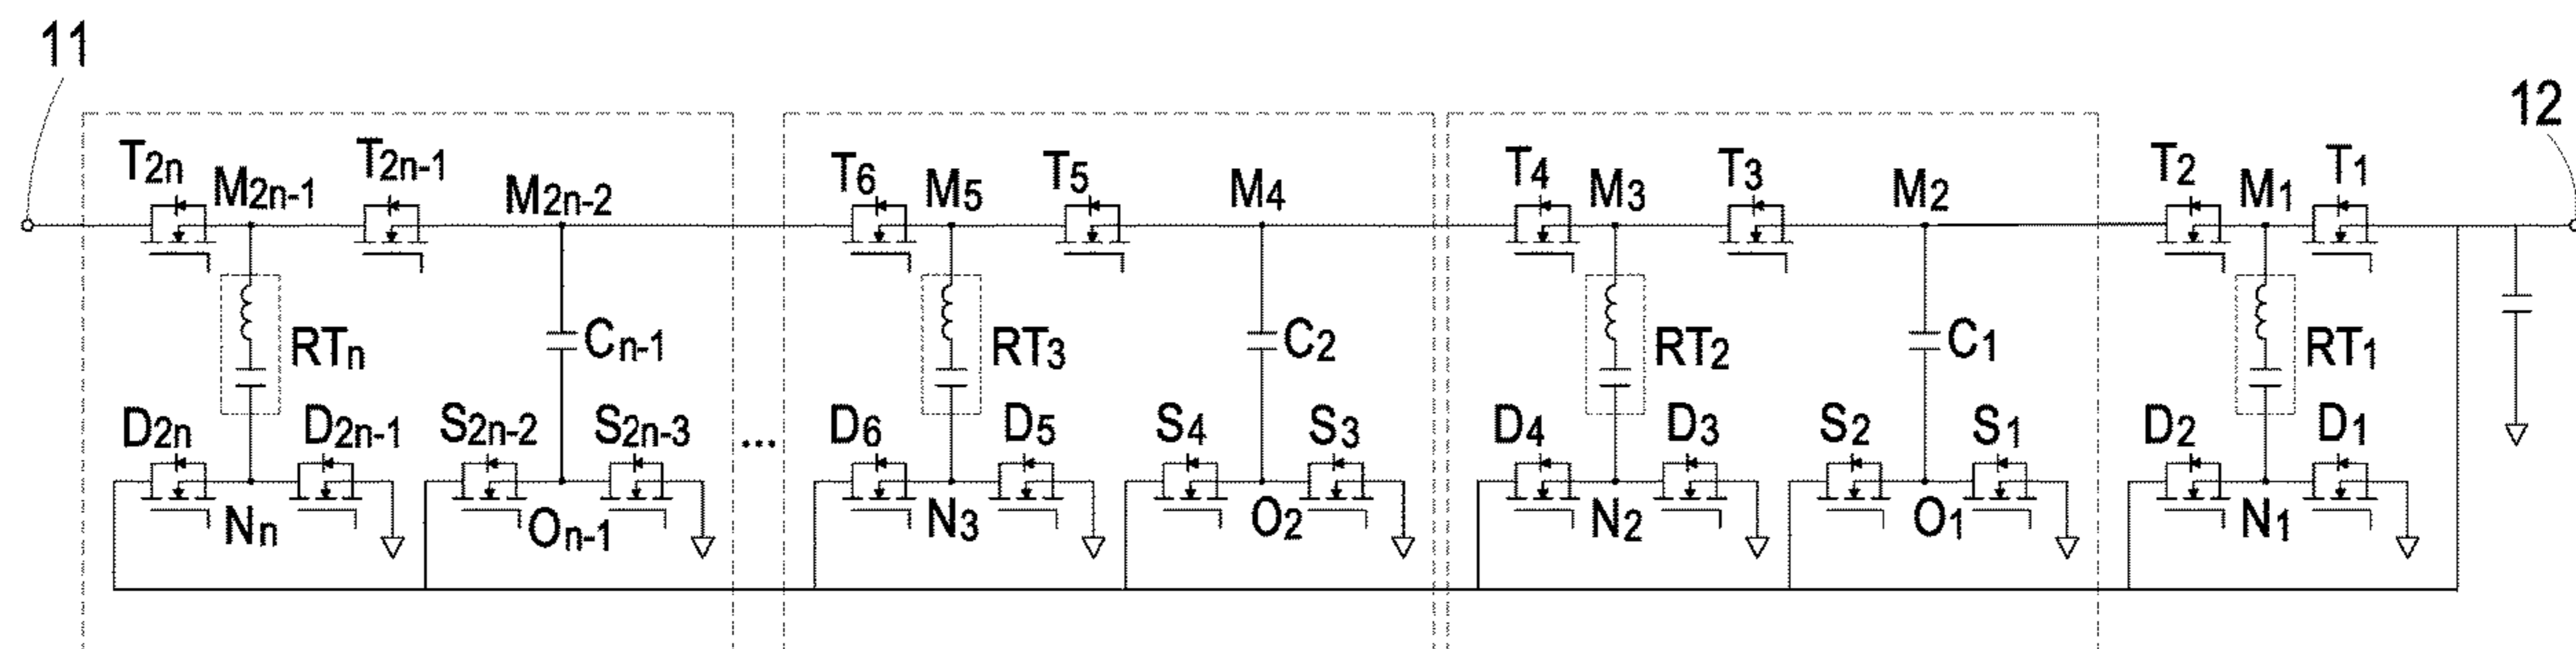 11
12
T2n M2n-1 T2n-1 M2n-2 T6 M5 T5 M4 T4 M3 T3 M2 T2 M1 T1
RTn Cn-1 RT3 C2 RT2 C1 RT1
D2n D2n-1 S2n-2 S2n-3 ... D6 D5 S4 S3 D4 D3 S2 S1 D2 D1
Nn On-1 N3 O2 N2 O1 N1